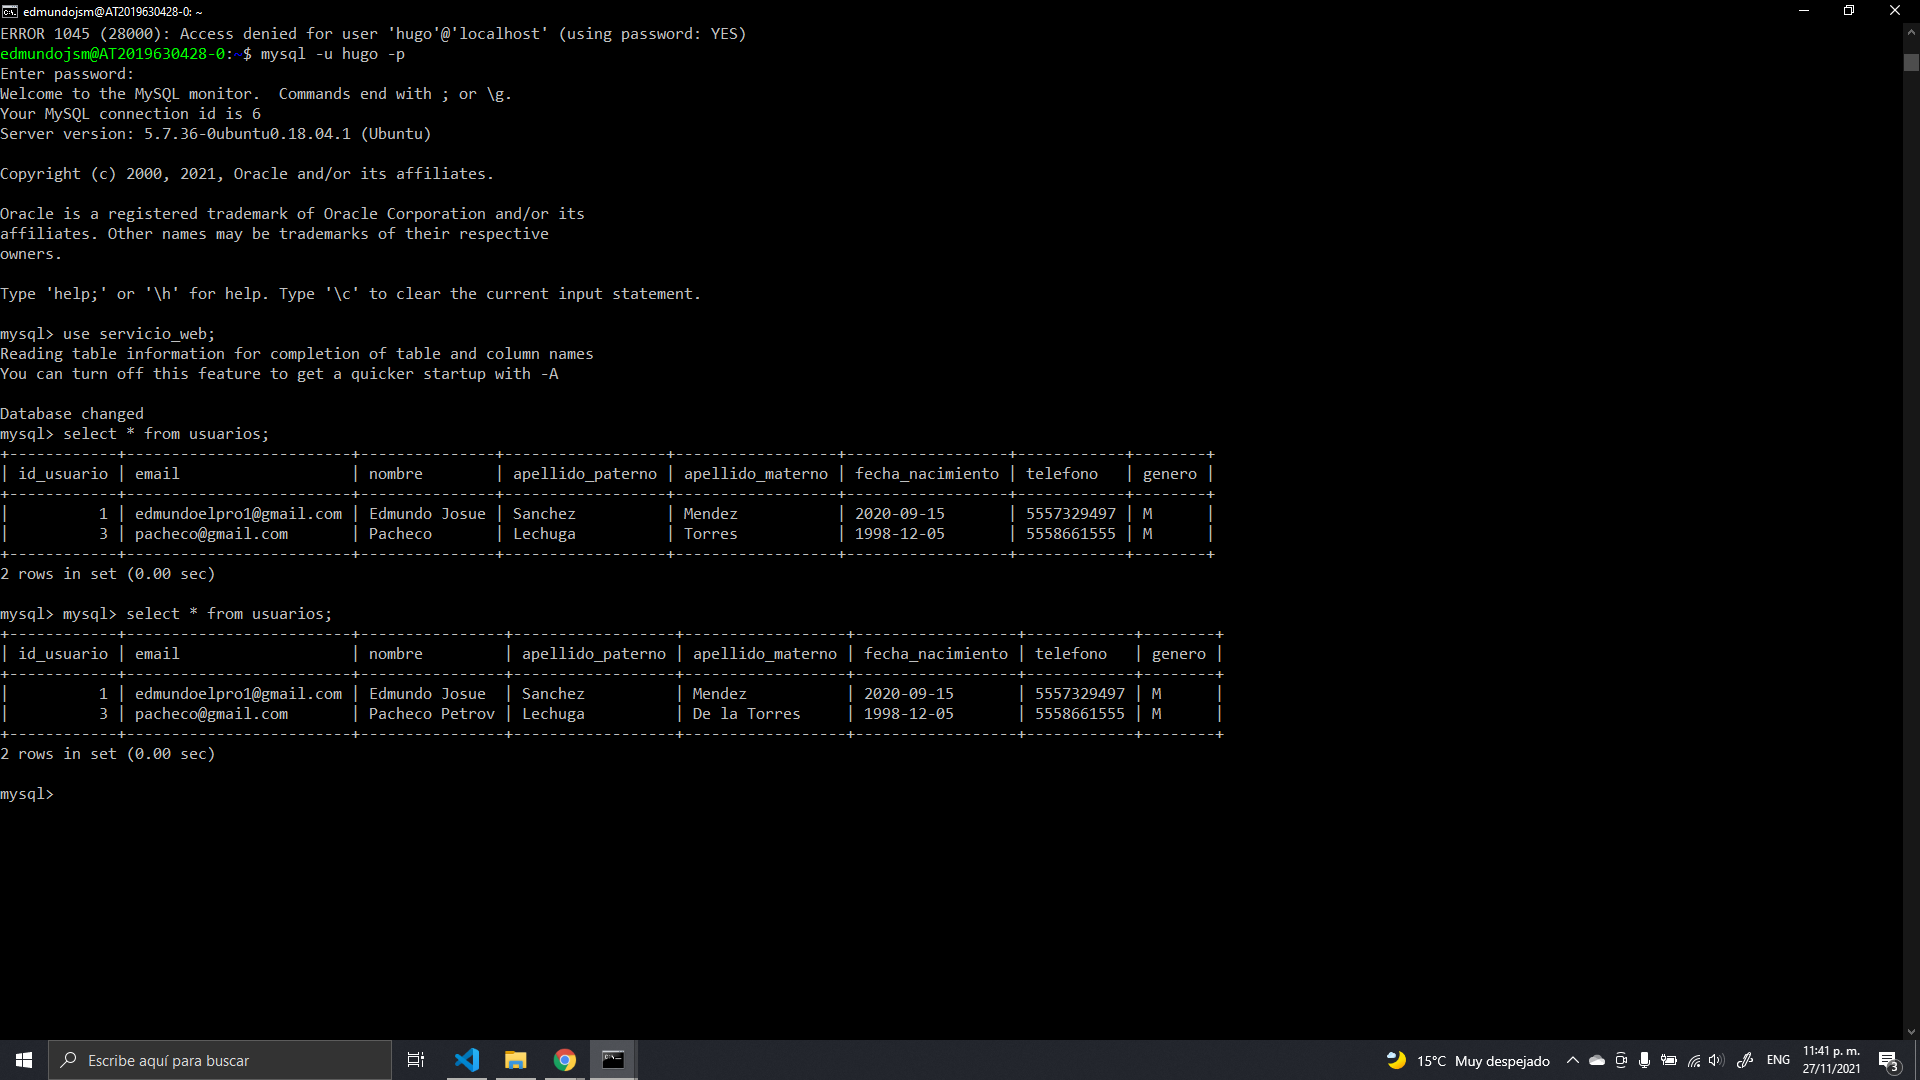 edmundojsm@AT2019630428-0: ~
ERROR 1045 (28000): Access denied for user 'hugo'@'localhost' (using password: YES)
edmundojsm@AT2019630428-0:~$ mysql -u hugo -p
Enter password:
Welcome to the MySQL monitor.  Commands end with ; or \g.
Your MySQL connection id is 6
Server version: 5.7.36-0ubuntu0.18.04.1 (Ubuntu)

Copyright (c) 2000, 2021, Oracle and/or its affiliates.

Oracle is a registered trademark of Oracle Corporation and/or its
affiliates. Other names may be trademarks of their respective
owners.

Type 'help;' or '\h' for help. Type '\c' to clear the current input statement.

mysql> use servicio_web;
Reading table information for completion of table and column names
You can turn off this feature to get a quicker startup with -A

Database changed
mysql> select * from usuarios;
+------------+-------------------------+---------------+------------------+------------------+------------------+------------+--------+
| id_usuario | email                   | nombre        | apellido_paterno | apellido_materno | fecha_nacimiento | telefono   | genero |
+------------+-------------------------+---------------+------------------+------------------+------------------+------------+--------+
|          1 | edmundoelpro1@gmail.com | Edmundo Josue | Sanchez          | Mendez           | 2020-09-15       | 5557329497 | M      |
|          3 | pacheco@gmail.com       | Pacheco       | Lechuga          | Torres           | 1998-12-05       | 5558661555 | M      |
+------------+-------------------------+---------------+------------------+------------------+------------------+------------+--------+
2 rows in set (0.00 sec)

mysql> mysql> select * from usuarios;
+------------+-------------------------+----------------+------------------+------------------+------------------+------------+--------+
| id_usuario | email                   | nombre         | apellido_paterno | apellido_materno | fecha_nacimiento | telefono   | genero |
+------------+-------------------------+----------------+------------------+------------------+------------------+------------+--------+
|          1 | edmundoelpro1@gmail.com | Edmundo Josue  | Sanchez          | Mendez           | 2020-09-15       | 5557329497 | M      |
|          3 | pacheco@gmail.com       | Pacheco Petrov | Lechuga          | De la Torres     | 1998-12-05       | 5558661555 | M      |
+------------+-------------------------+----------------+------------------+------------------+------------------+------------+--------+
2 rows in set (0.00 sec)

mysql>
Escribe aquí para buscar
15°C Muy despejado
ENG
11:41 p. m.
27/11/2021
3